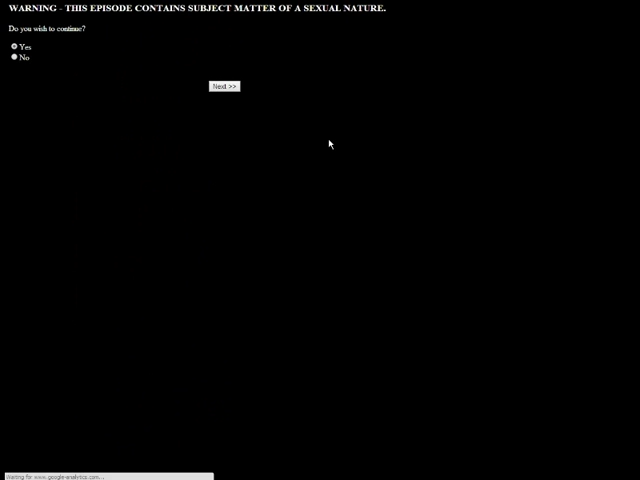 WARNING - THIS EPISODE CONTAINS SUBJECT MATTER OF A SEXUAL NATURE.
Do you wish to continue?
Yes
No
Next >>
Waiting for www.google-analytics.com...